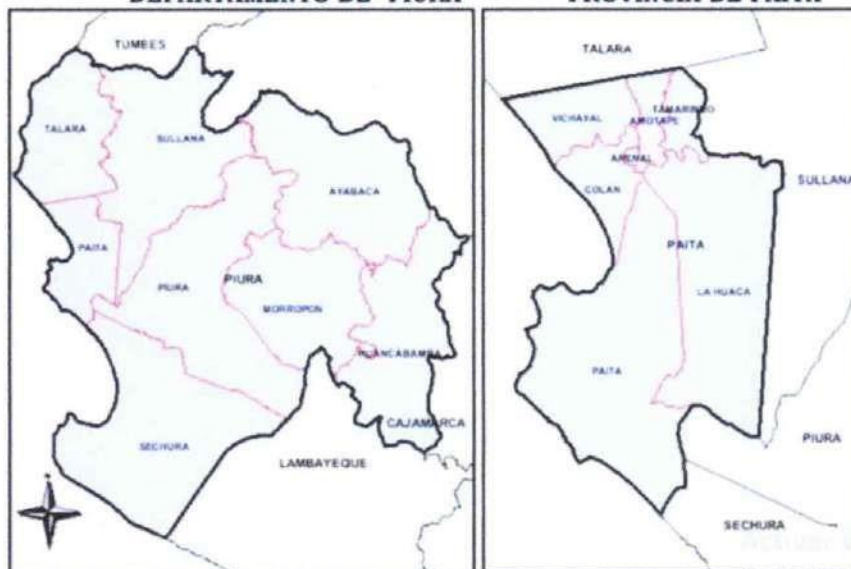 DEPARTAMENTO DE PIURA
TUMBES
TALARA
SULLANA
AYABACA
PAITA
PIURA
PIURA
MORROPON
HUANCABAMBA
CAJAMARCA
SECHURA
LAMBAYEQUE
PROVINCIA DE PAITA
TALARA
VICHAYAL
TAMARINDO
AMOTAPE
ARENAL
COLAN
SULLANA
PAITA
LA HUACA
PAITA
PIURA
SECHURA
Activar